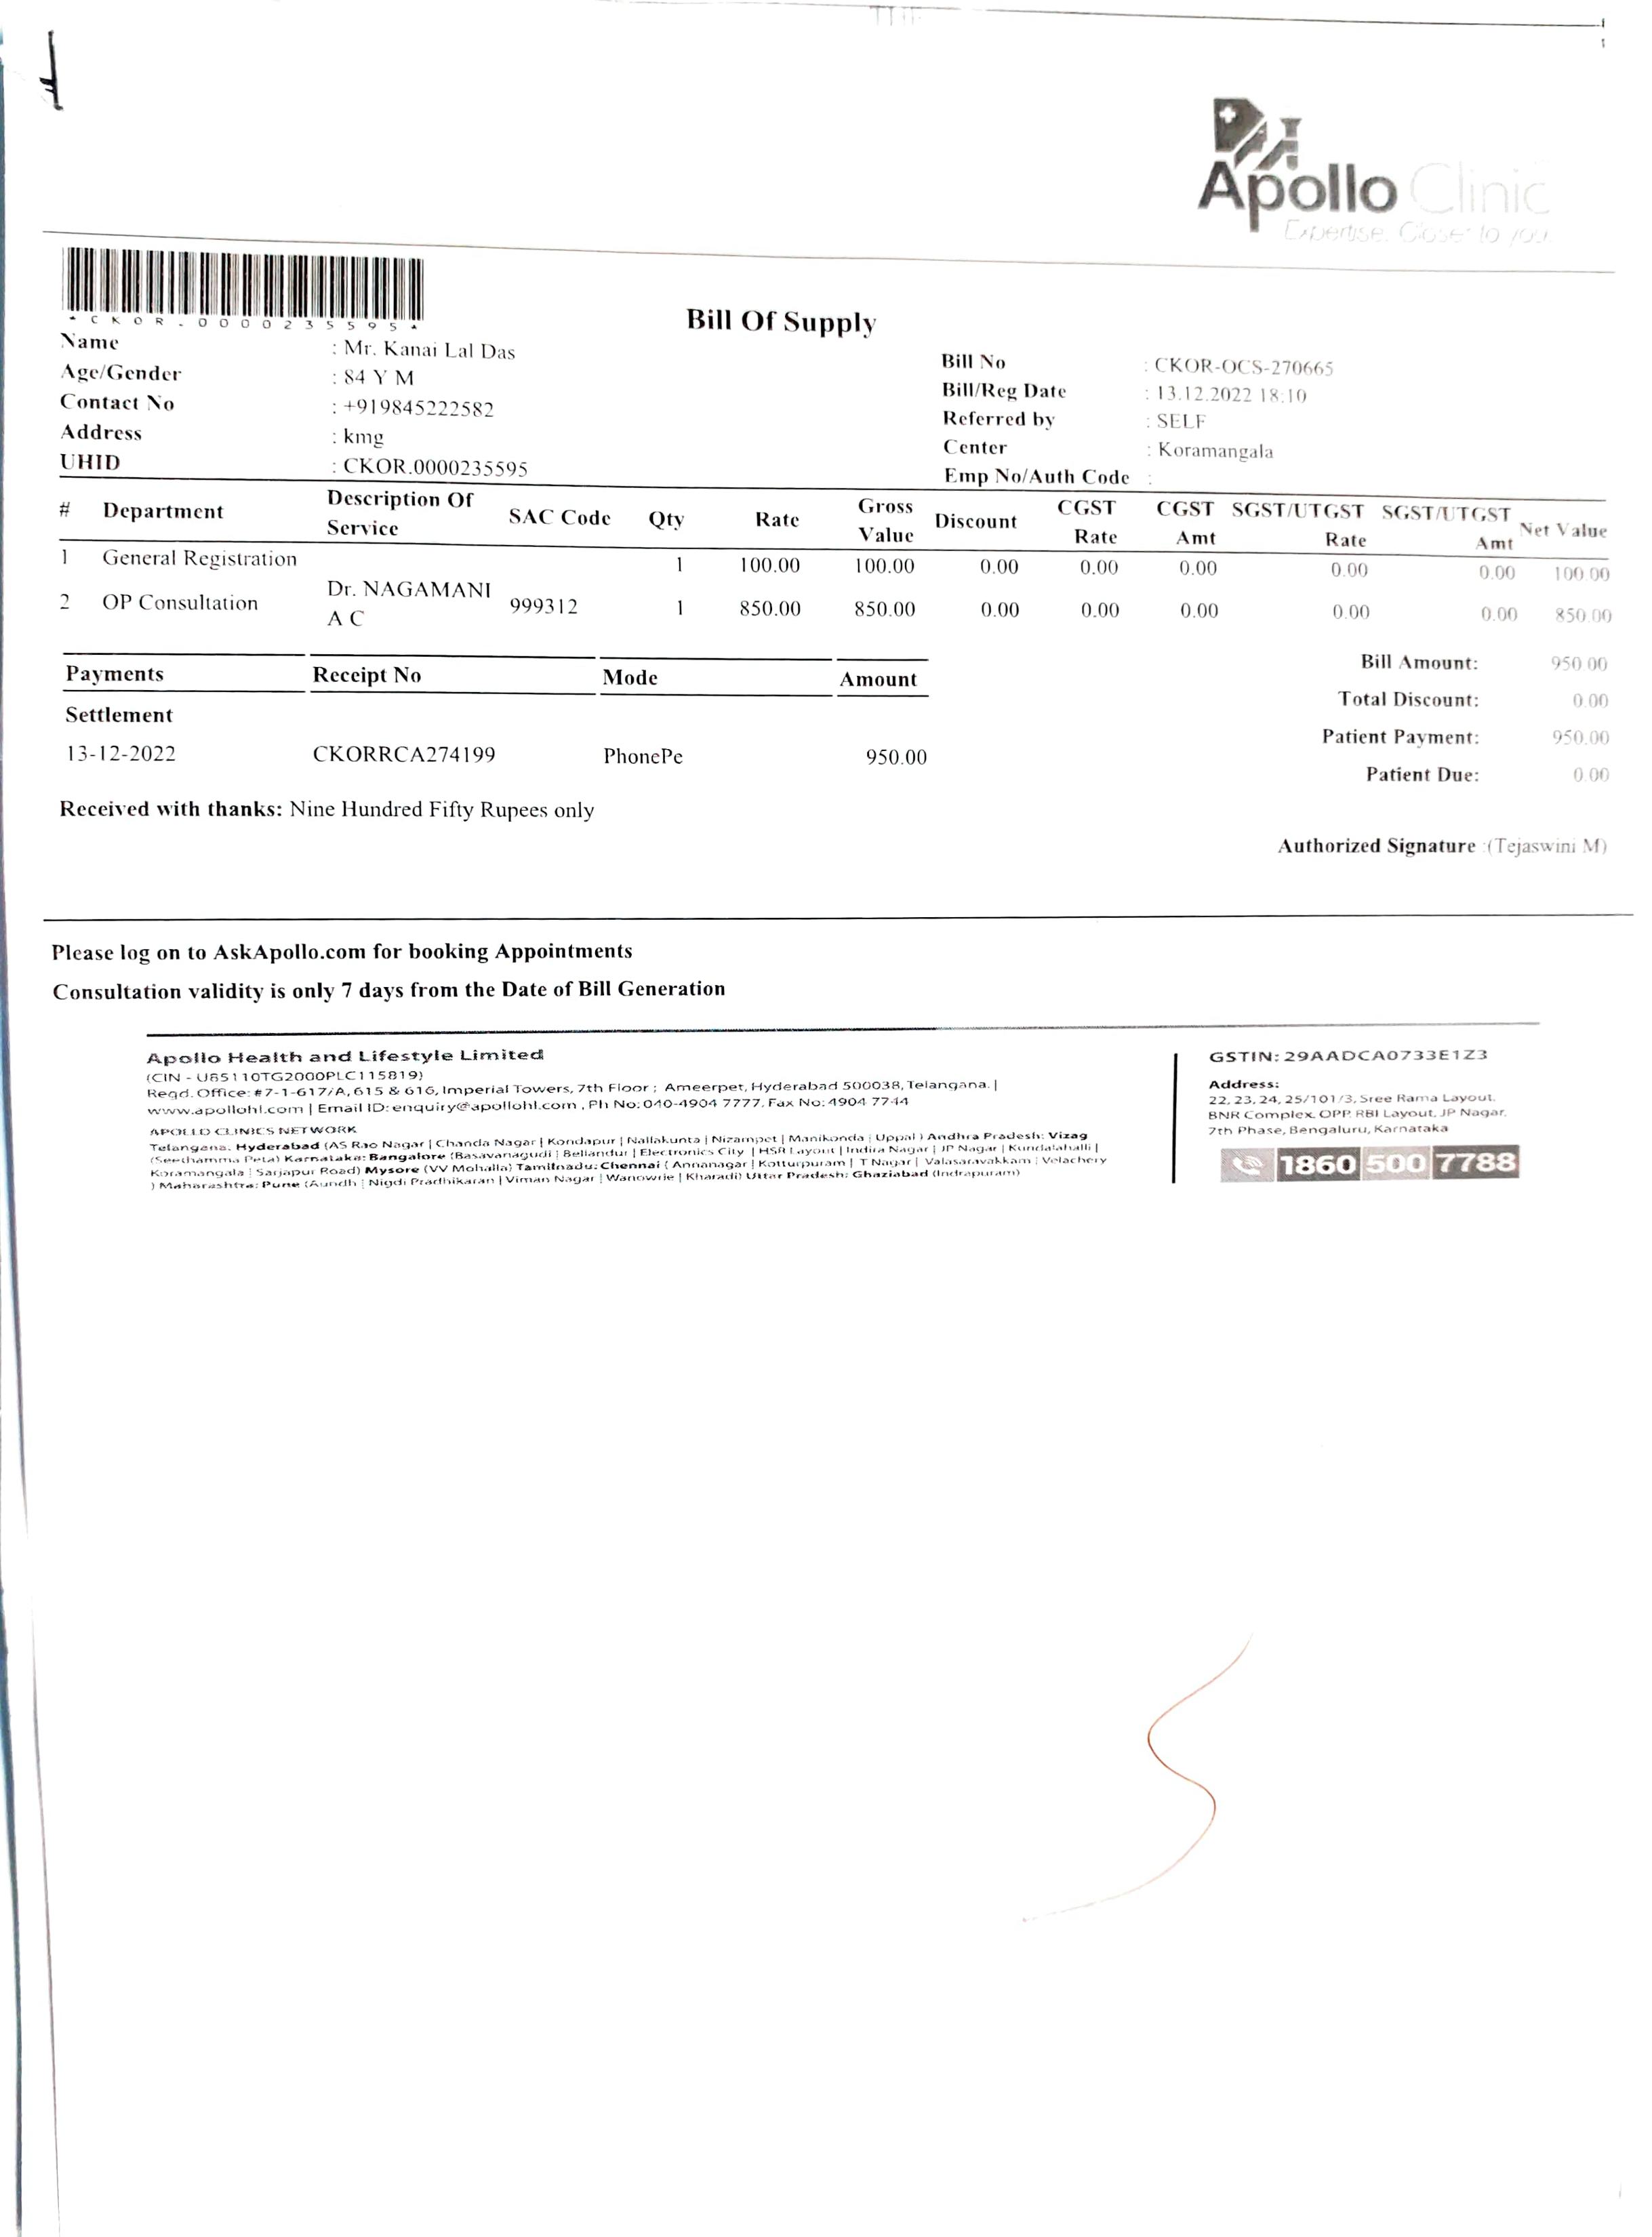 Apollo Clinic
Expertise. Closer to you.
*CKOR.0000235595*
Bill Of Supply
Name : Mr. Kanai Lal Das
Age/Gender : 84 Y M
Contact No : +919845222582
Address : kmg
UHID : CKOR.0000235595
Bill No : CKOR-OCS-270665
Bill/Reg Date : 13.12.2022 18:10
Referred by : SELF
Center : Koramangala
Emp No/Auth Code :
# Department Description Of Service SAC Code Qty Rate Gross Value Discount CGST Rate CGST Amt SGST/UTGST Rate SGST/UTGST Amt Net Value
1 General Registration 1 100.00 100.00 0.00 0.00 0.00 0.00 0.00 100.00
2 OP Consultation Dr. NAGAMANI A C 999312 1 850.00 850.00 0.00 0.00 0.00 0.00 0.00 850.00
Payments Receipt No Mode Amount
Settlement
13-12-2022 CKORRCA274199 PhonePe 950.00
Bill Amount: 950.00
Total Discount: 0.00
Patient Payment: 950.00
Patient Due: 0.00
Received with thanks: Nine Hundred Fifty Rupees only
Authorized Signature :(Tejaswini M)
Please log on to AskApollo.com for booking Appointments
Consultation validity is only 7 days from the Date of Bill Generation
Apollo Health and Lifestyle Limited
(CIN - U85110TG2000PLC115819)
Regd. Office: #7-1-617/A, 615 & 616, Imperial Towers, 7th Floor ; Ameerpet, Hyderabad 500038, Telangana. |
www.apollohl.com | Email ID: enquiry@apollohl.com , Ph No: 040-4904 7777, Fax No: 4904 7744
APOLLO CLINICS NETWORK
Telangana. Hyderabad (AS Rao Nagar | Chanda Nagar | Kondapur | Nallakunta | Nizampet | Manikonda | Uppal ) Andhra Pradesh: Vizag
(Seethamma Peta) Karnataka: Bangalore (Basavanagudi | Bellandur | Electronics City | HSR Layout | Indira Nagar | JP Nagar | Kundalahalli |
Koramangala | Sarjapur Road) Mysore (VV Mohalla) Tamilnadu: Chennai ( Annanagar | Kotturpuram | T Nagar | Valasaravakkam | Velachery
) Maharashtra: Pune (Aundh | Nigdi Pradhikaran | Viman Nagar | Wanowrie | Kharadi) Uttar Pradesh: Ghaziabad (Indrapuram)
GSTIN: 29AADCA0733E1Z3
Address:
22, 23, 24, 25/101/3, Sree Rama Layout,
BNR Complex, OPP. RBI Layout, JP Nagar,
7th Phase, Bengaluru, Karnataka
1860 500 7788